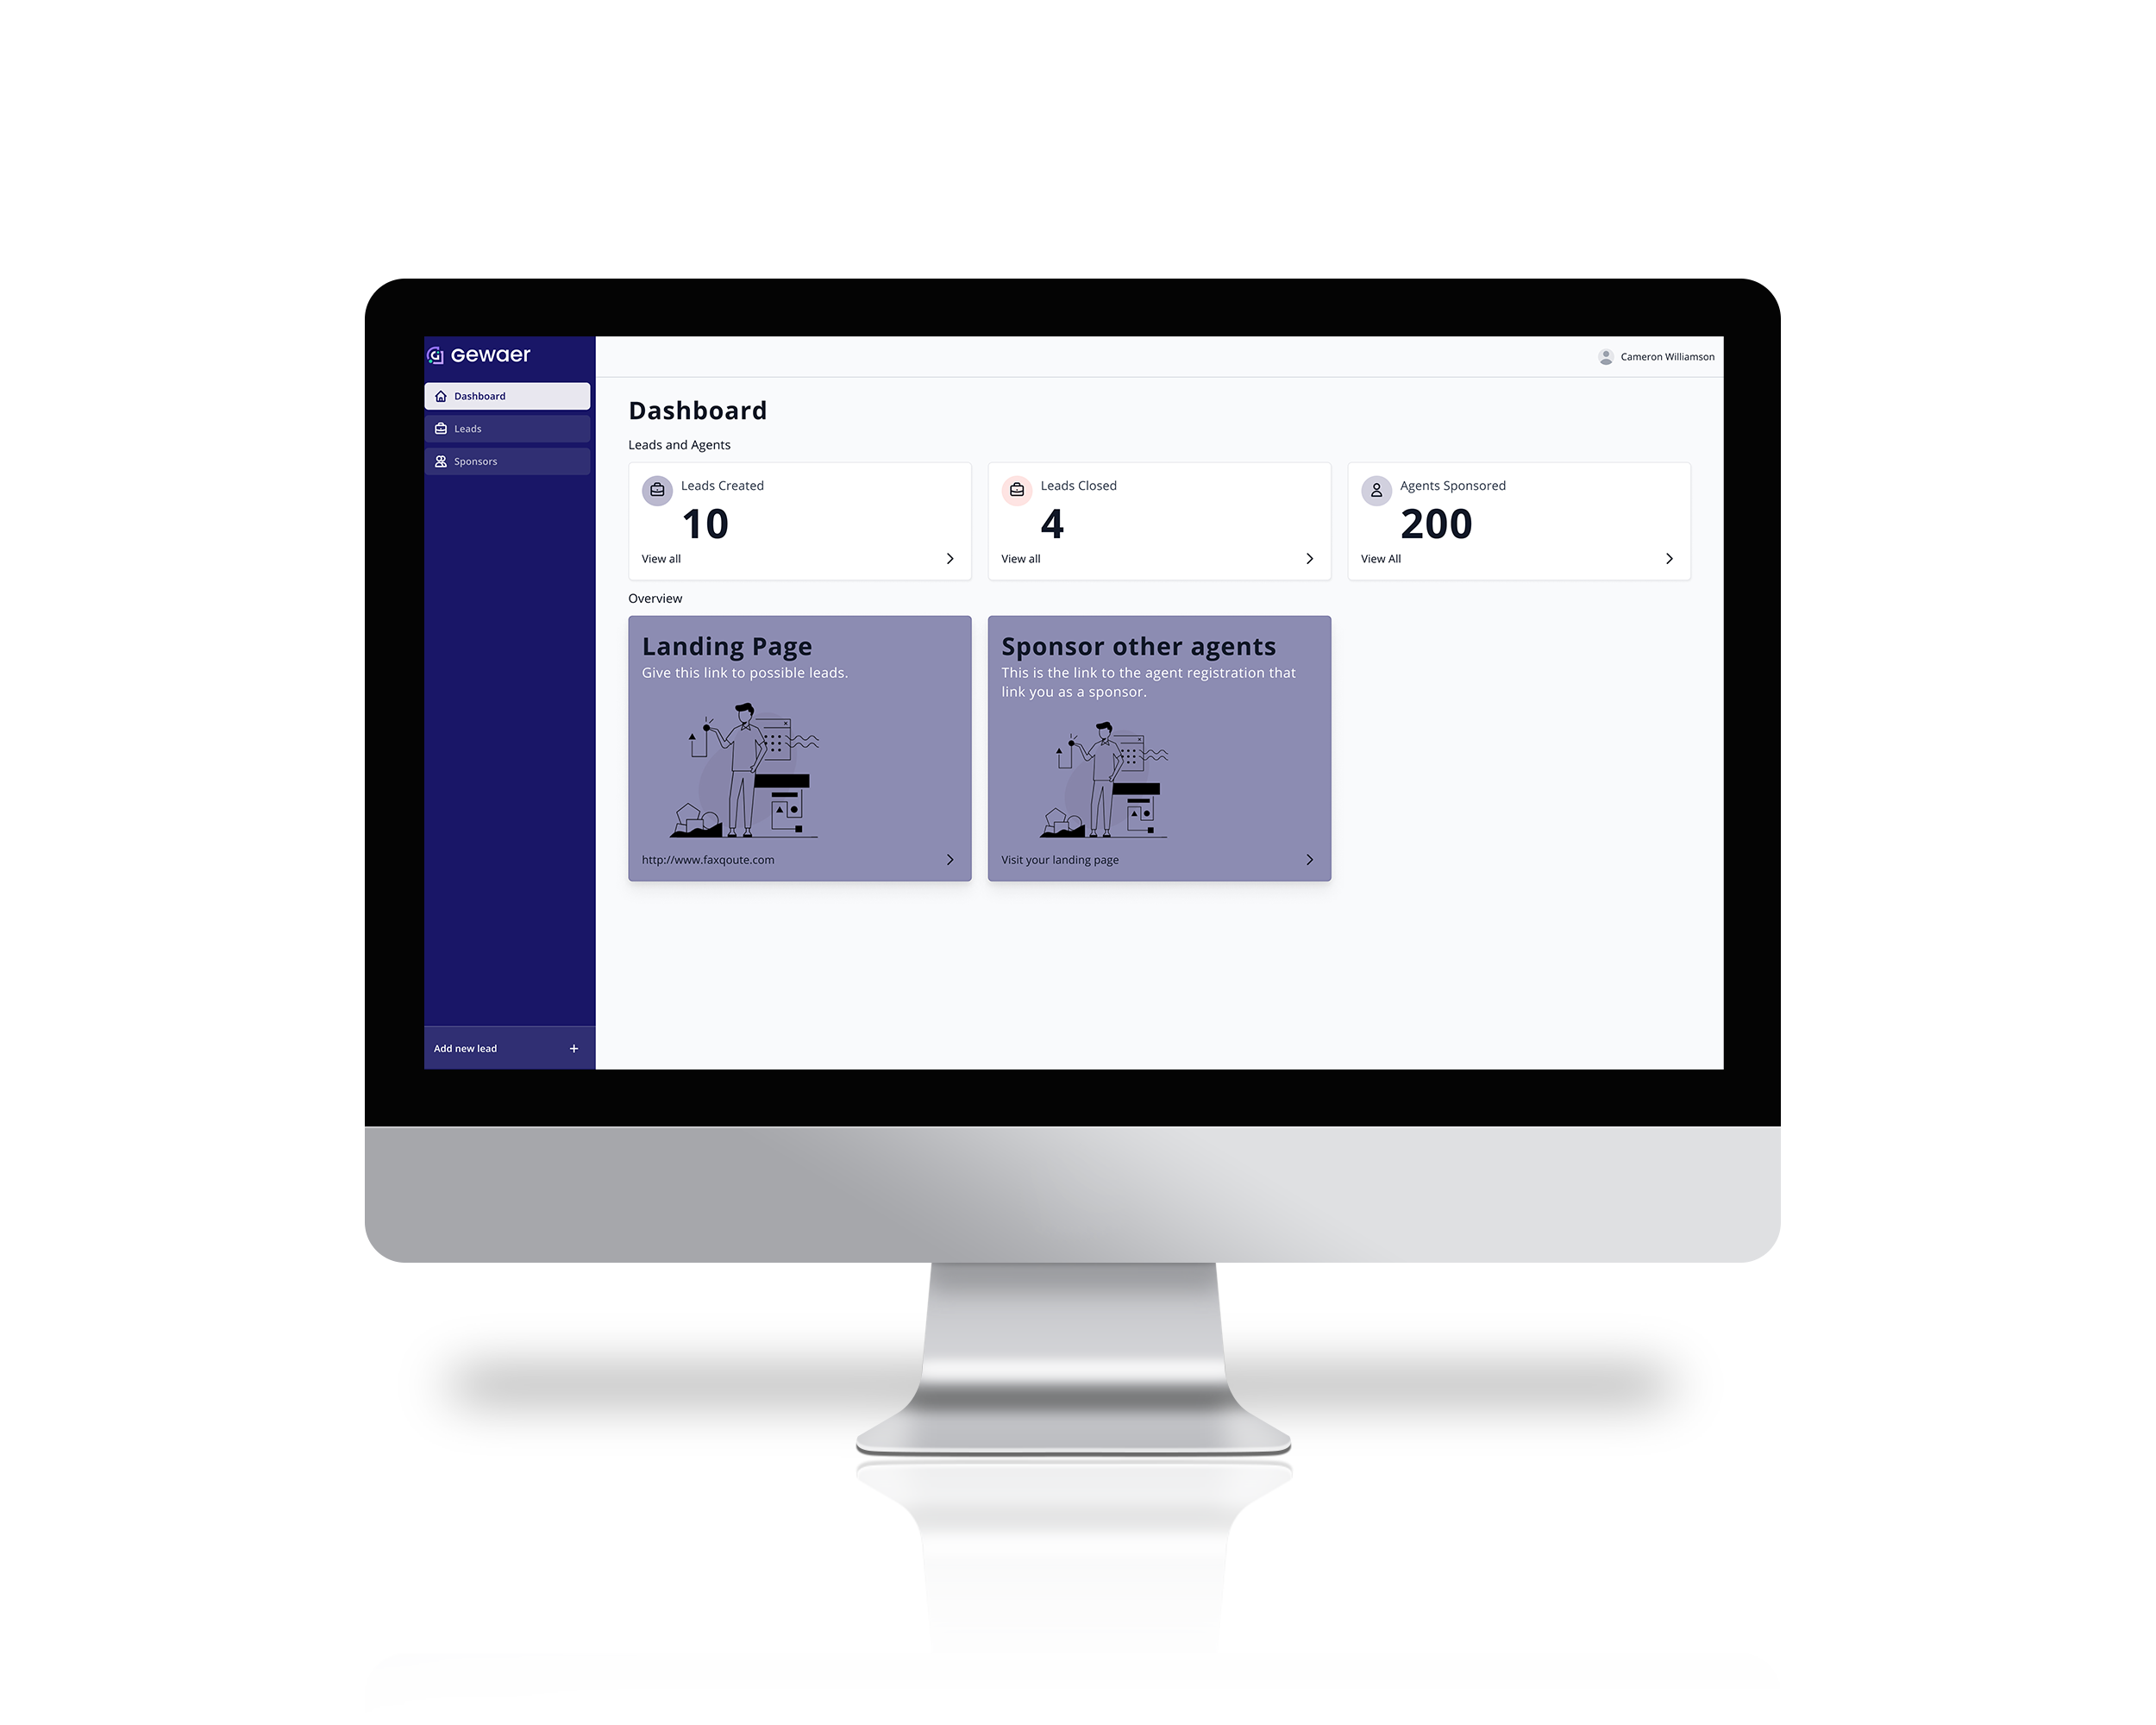 Gewaer
Cameron Williamson
Dashboard
Leads
Sponsors
Add new lead
Dashboard
Leads and Agents
Leads Created
10
View all
Leads Closed
4
View all
Agents Sponsored
200
View All
Overview
Landing Page
Give this link to possible leads.
http://www.faxqoute.com
Sponsor other agents
This is the link to the agent registration that
link you as a sponsor.
Visit your landing page